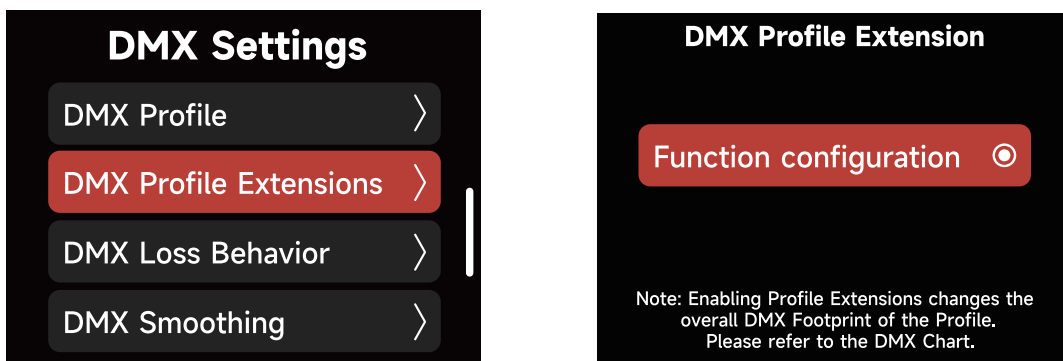 DMX Settings
DMX Profile
DMX Profile Extensions
DMX Loss Behavior
DMX Smoothing
DMX Profile Extension
Function configuration
Note: Enabling Profile Extensions changes the
overall DMX Footprint of the Profile.
Please refer to the DMX Chart.